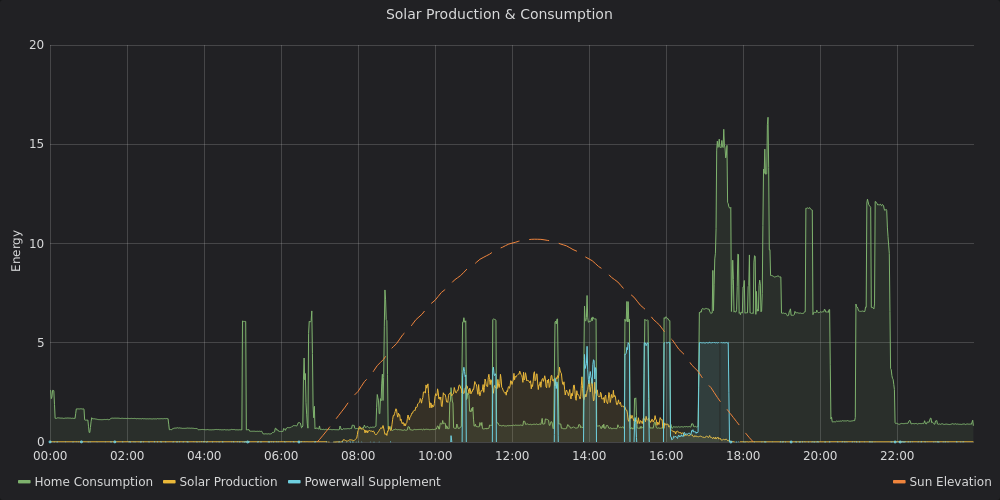 Solar Production & Consumption
20
15
10
5
0
Energy
00:00 02:00 04:00 06:00 08:00 10:00 12:00 14:00 16:00 18:00 20:00 22:00
Home Consumption Solar Production Powerwall Supplement Sun Elevation